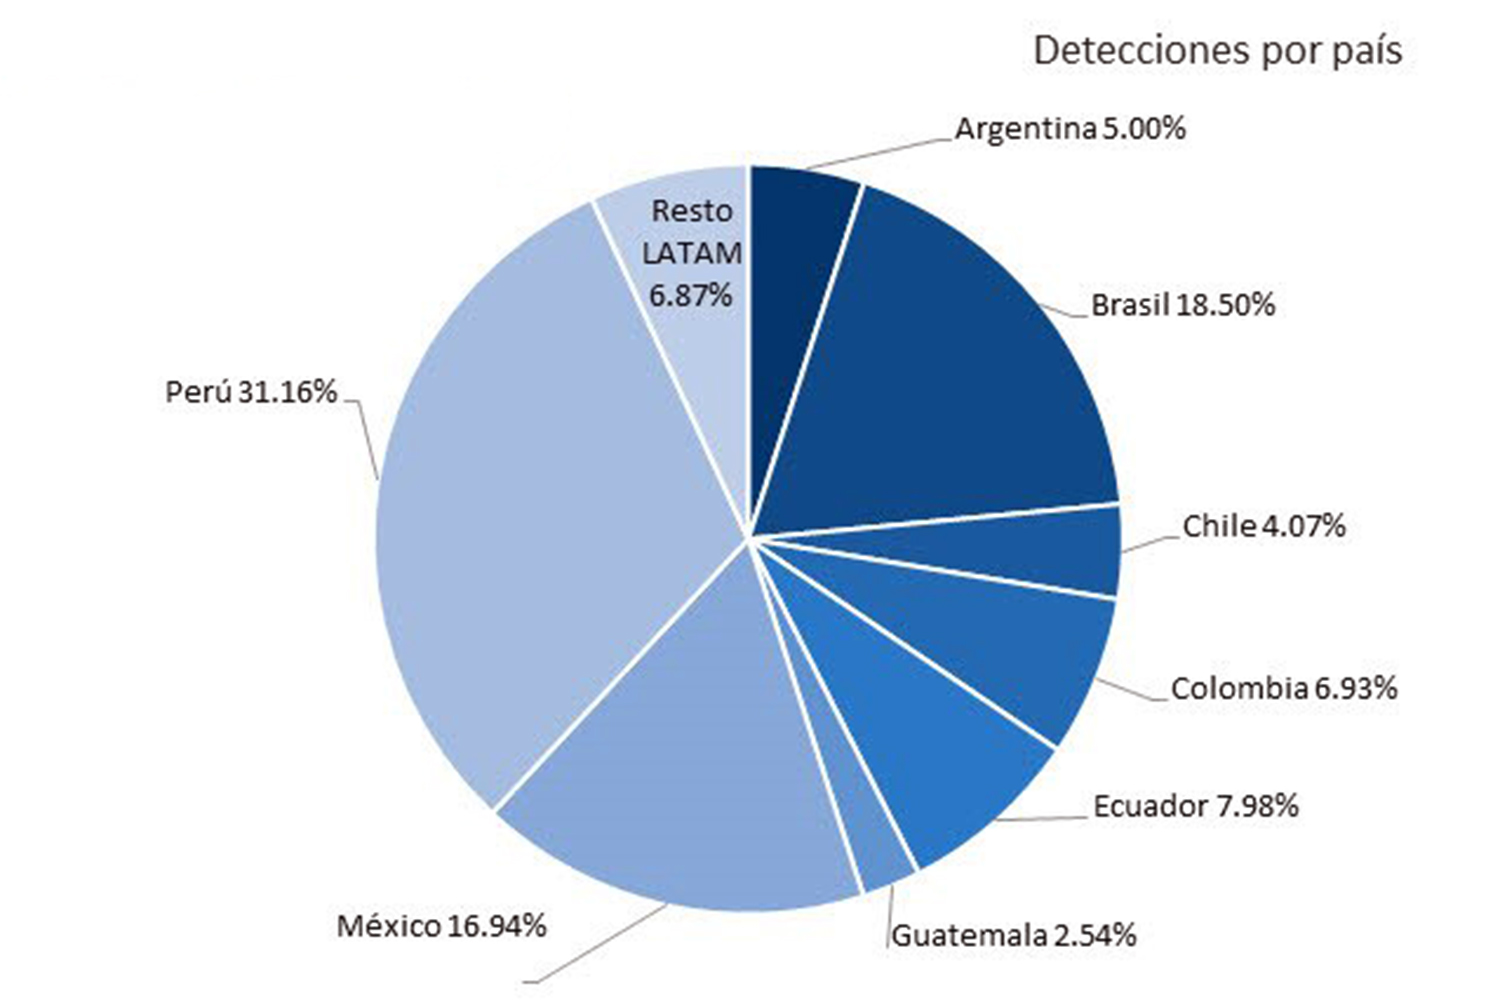 Detecciones por país
Argentina 5.00%
Resto
LATAM
6.87%
Brasil 18.50%
Perú 31.16%
Chile 4.07%
Colombia 6.93%
Ecuador 7.98%
México 16.94%
Guatemala 2.54%